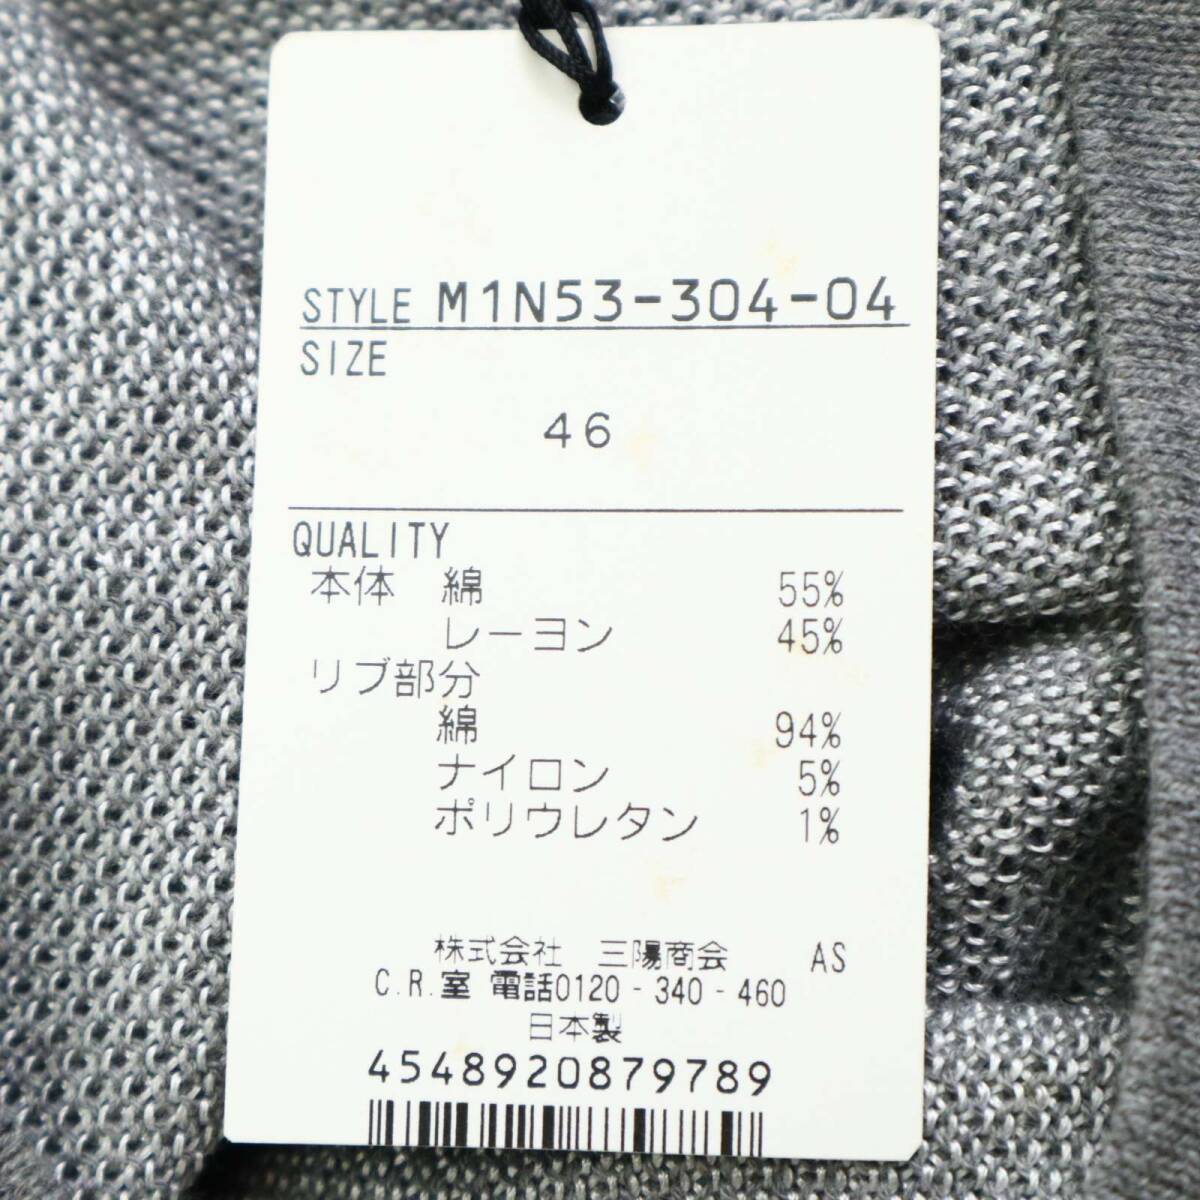 STYLE M1N53-304-04
SIZE
46
QUALITY
本体 綿 55%
レーヨン 45%
リブ部分
綿 94%
ナイロン 5%
ポリウレタン 1%
株式会社 三陽商会 AS
C.R.室 電話0120-340-460
日本製
4548920879789